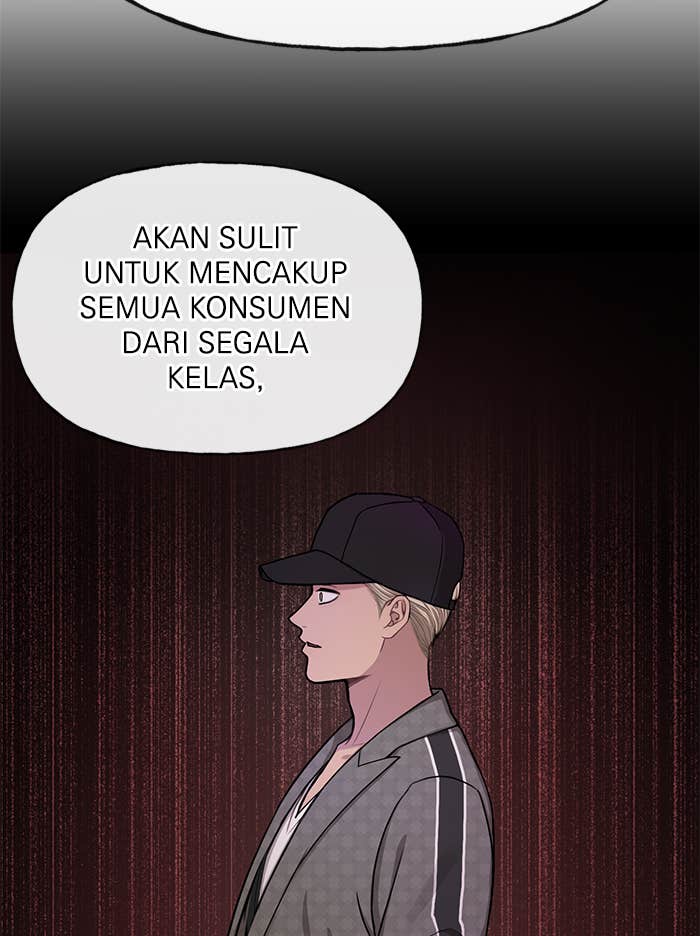 AKAN SULIT
UNTUK MENCAKUP
SEMUA KONSUMEN
DARI SEGALA
KELAS,